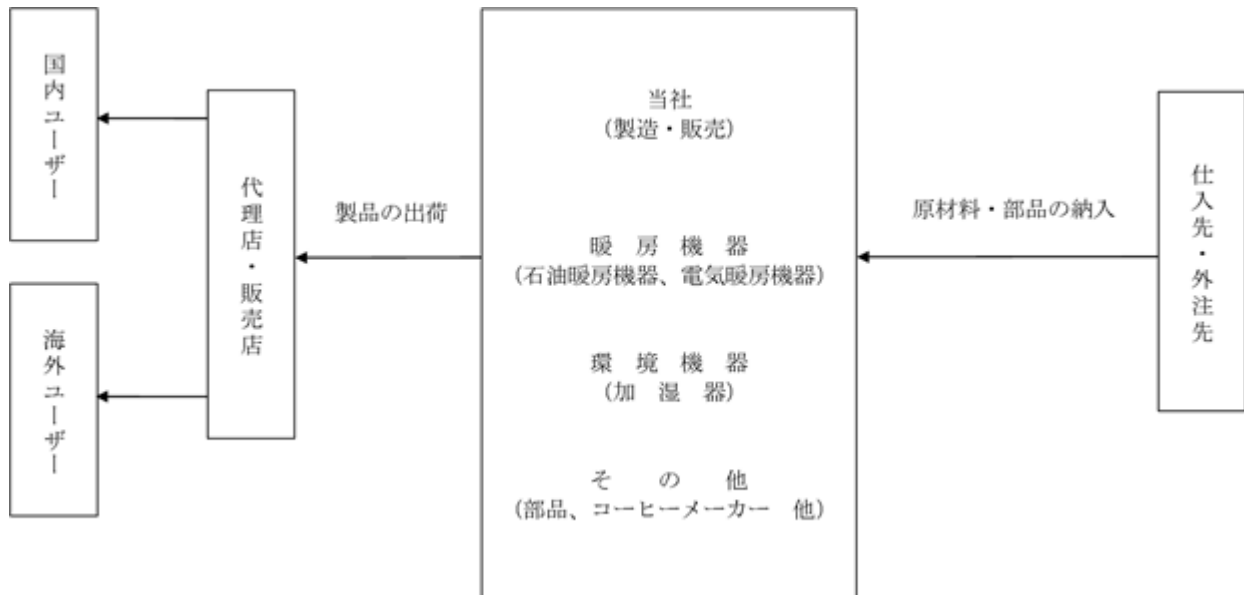 国内ユーザー
海外ユーザー
代理店・販売店
製品の出荷
当社
(製造・販売)
暖　房　機　器
(石油暖房機器、電気暖房機器)
環　境　機　器
(加　湿　器)
そ　の　他
(部品、コーヒーメーカー　他)
原材料・部品の納入
仕入先・外注先